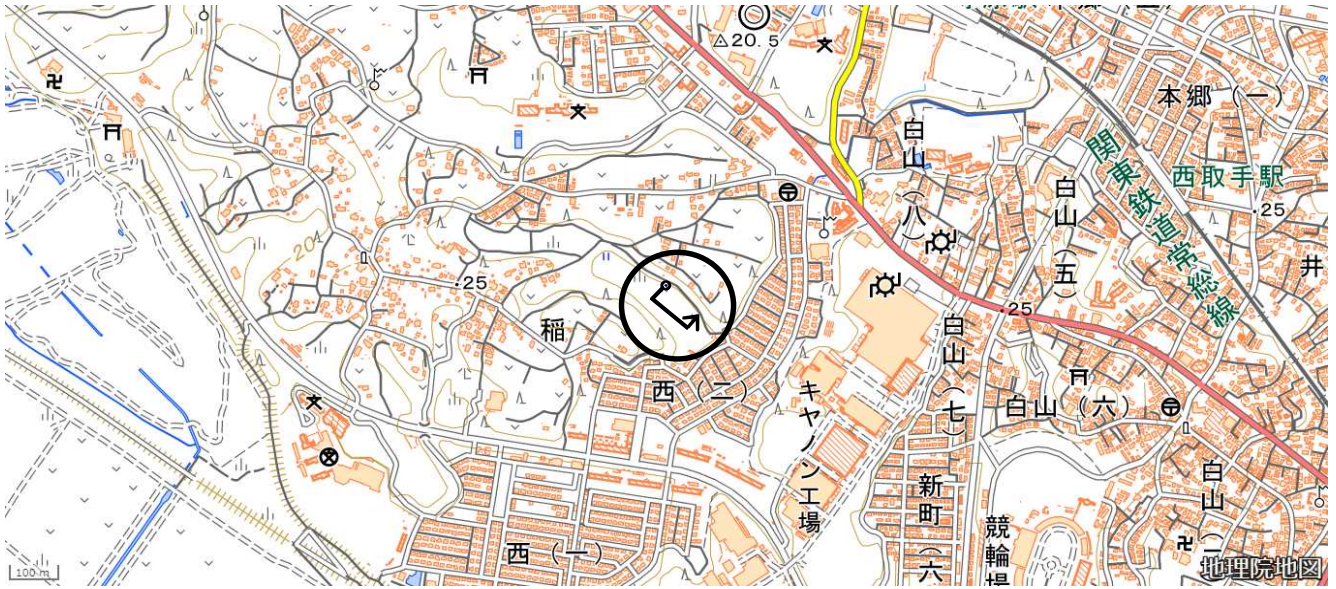 △20.5
本郷(一)
白山(八)
関東鉄道常総線
西取手駅
・25
白山(五)
20
・25
井
稲
・25
白山(七)
西(二)
白山(六)
キヤノン工場
新町(六
白山(一
競輪場
西(一)
100 m
地理院地図